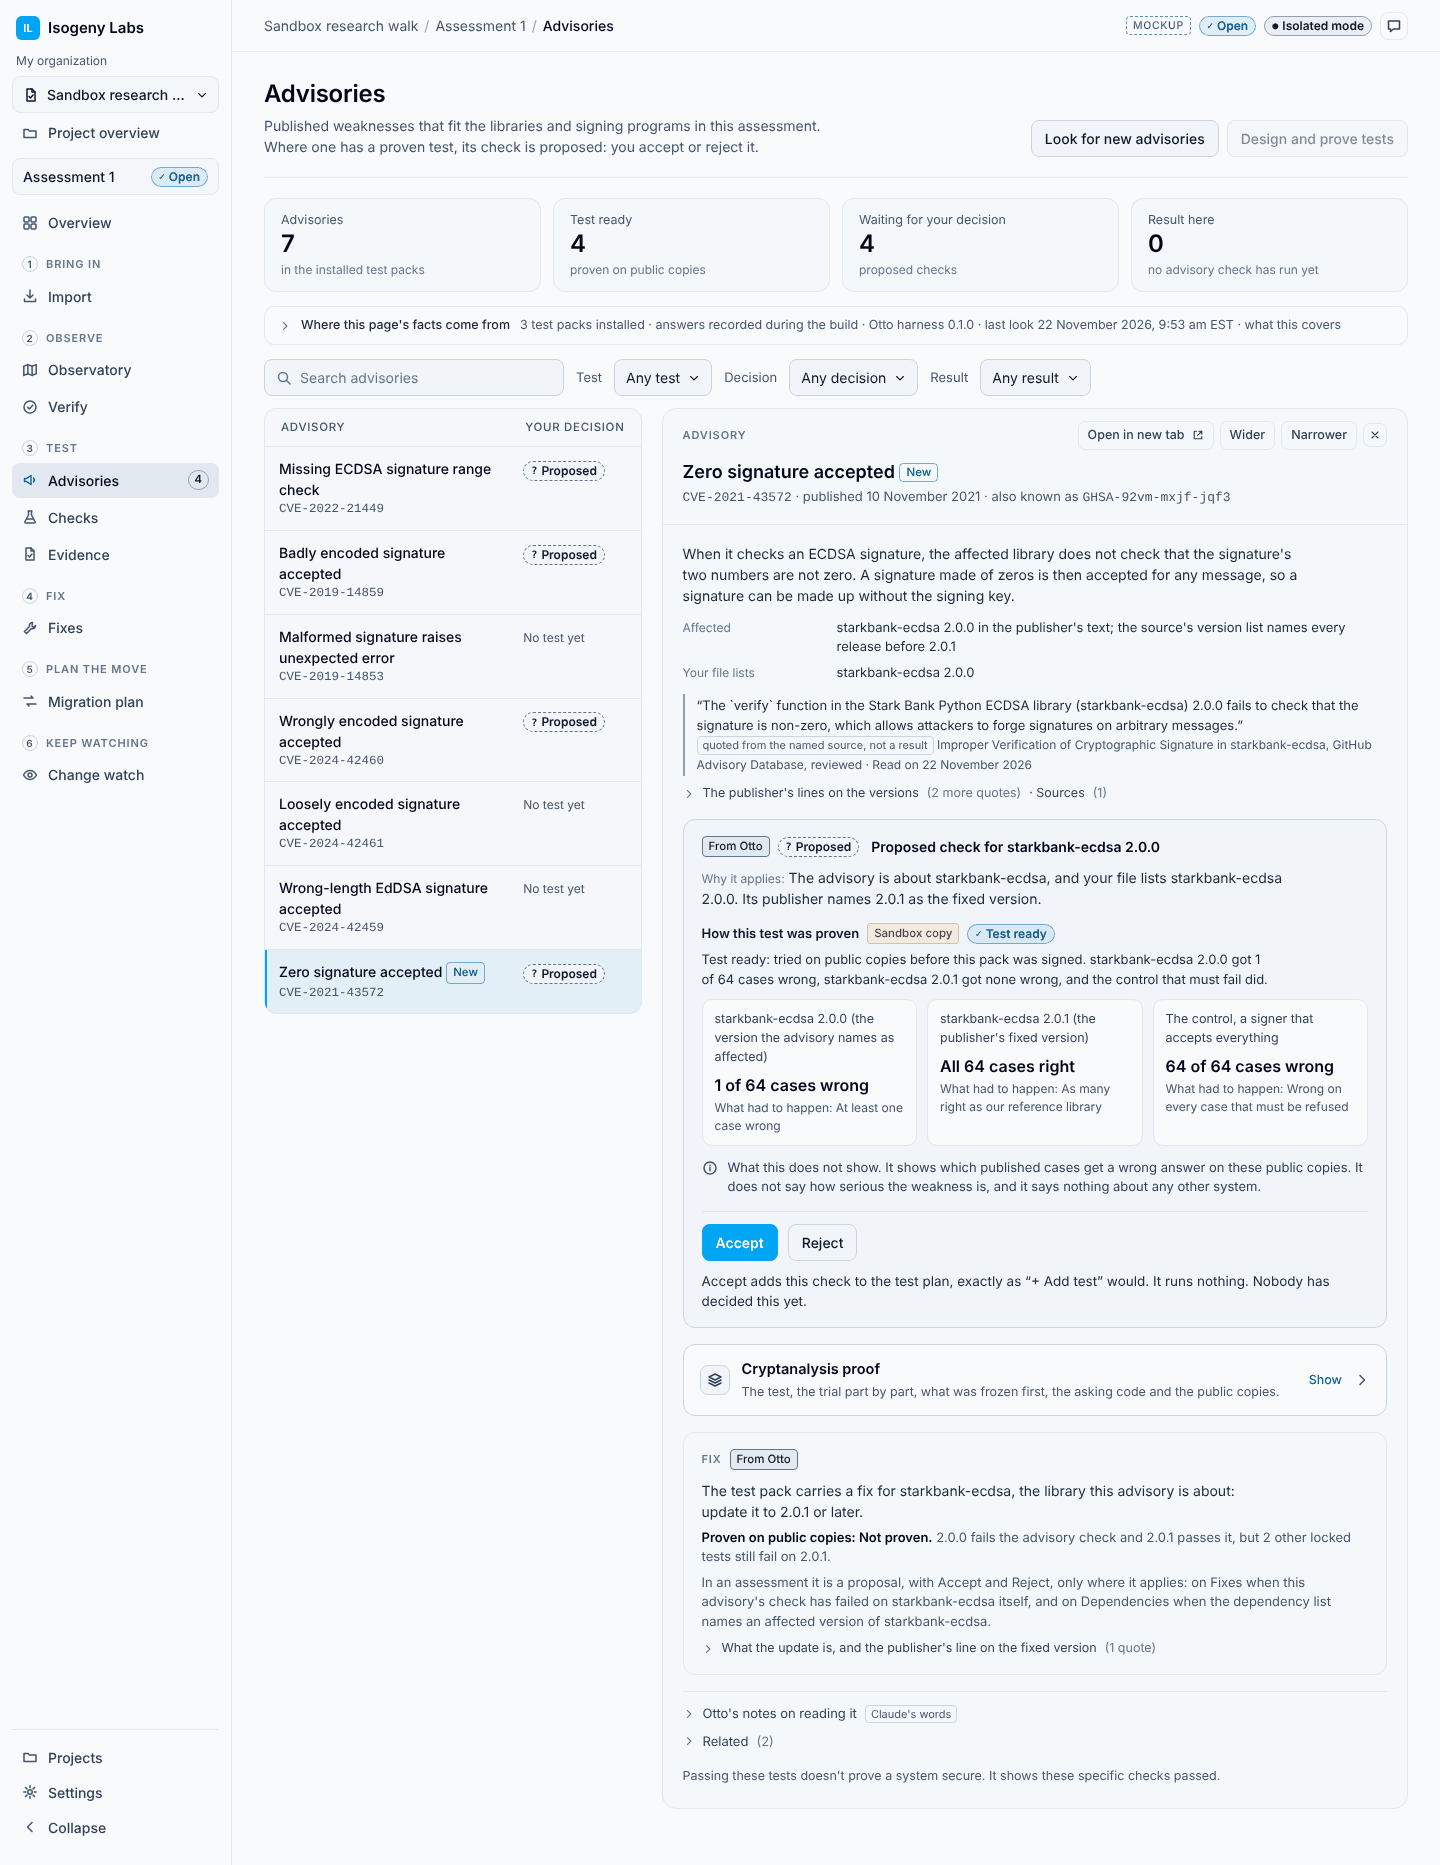 IL Isogeny Labs
My organization
Sandbox research ...
Project overview
Assessment 1 ✓ Open
Overview
1 BRING IN
Import
2 OBSERVE
Observatory
Verify
3 TEST
Advisories 4
Checks
Evidence
4 FIX
Fixes
5 PLAN THE MOVE
Migration plan
6 KEEP WATCHING
Change watch
Projects
Settings
Collapse
Sandbox research walk / Assessment 1 / Advisories
MOCKUP ✓ Open ● Isolated mode
Advisories
Published weaknesses that fit the libraries and signing programs in this assessment.
Where one has a proven test, its check is proposed: you accept or reject it.
Look for new advisories Design and prove tests
Advisories
7
in the installed test packs
Test ready
4
proven on public copies
Waiting for your decision
4
proposed checks
Result here
0
no advisory check has run yet
Where this page's facts come from 3 test packs installed · answers recorded during the build · Otto harness 0.1.0 · last look 22 November 2026, 9:53 am EST · what this covers
Search advisories Test Any test Decision Any decision Result Any result
ADVISORY YOUR DECISION
Missing ECDSA signature range ? Proposed
check
CVE-2022-21449
Badly encoded signature ? Proposed
accepted
CVE-2019-14859
Malformed signature raises No test yet
unexpected error
CVE-2019-14853
Wrongly encoded signature ? Proposed
accepted
CVE-2024-42460
Loosely encoded signature No test yet
accepted
CVE-2024-42461
Wrong-length EdDSA signature No test yet
accepted
CVE-2024-42459
Zero signature accepted New ? Proposed
CVE-2021-43572
ADVISORY Open in new tab Wider Narrower ×
Zero signature accepted New
CVE-2021-43572 · published 10 November 2021 · also known as GHSA-92vm-mxjf-jqf3
When it checks an ECDSA signature, the affected library does not check that the signature's
two numbers are not zero. A signature made of zeros is then accepted for any message, so a
signature can be made up without the signing key.
Affected starkbank-ecdsa 2.0.0 in the publisher's text; the source's version list names every
release before 2.0.1
Your file lists starkbank-ecdsa 2.0.0
“The `verify` function in the Stark Bank Python ECDSA library (starkbank-ecdsa) 2.0.0 fails to check that the
signature is non-zero, which allows attackers to forge signatures on arbitrary messages.”
quoted from the named source, not a result Improper Verification of Cryptographic Signature in starkbank-ecdsa, GitHub
Advisory Database, reviewed · Read on 22 November 2026
The publisher's lines on the versions (2 more quotes) · Sources (1)
From Otto ? Proposed Proposed check for starkbank-ecdsa 2.0.0
Why it applies: The advisory is about starkbank-ecdsa, and your file lists starkbank-ecdsa
2.0.0. Its publisher names 2.0.1 as the fixed version.
How this test was proven Sandbox copy ✓ Test ready
Test ready: tried on public copies before this pack was signed. starkbank-ecdsa 2.0.0 got 1
of 64 cases wrong, starkbank-ecdsa 2.0.1 got none wrong, and the control that must fail did.
starkbank-ecdsa 2.0.0 (the
version the advisory names as
affected)
1 of 64 cases wrong
What had to happen: At least one
case wrong
starkbank-ecdsa 2.0.1 (the
publisher's fixed version)
All 64 cases right
What had to happen: As many
right as our reference library
The control, a signer that
accepts everything
64 of 64 cases wrong
What had to happen: Wrong on
every case that must be refused
What this does not show. It shows which published cases get a wrong answer on these public copies. It
does not say how serious the weakness is, and it says nothing about any other system.
Accept Reject
Accept adds this check to the test plan, exactly as “+ Add test” would. It runs nothing. Nobody has
decided this yet.
Cryptanalysis proof
The test, the trial part by part, what was frozen first, the asking code and the public copies.
Show
FIX From Otto
The test pack carries a fix for starkbank-ecdsa, the library this advisory is about:
update it to 2.0.1 or later.
Proven on public copies: Not proven. 2.0.0 fails the advisory check and 2.0.1 passes it, but 2 other locked
tests still fail on 2.0.1.
In an assessment it is a proposal, with Accept and Reject, only where it applies: on Fixes when this
advisory's check has failed on starkbank-ecdsa itself, and on Dependencies when the dependency list
names an affected version of starkbank-ecdsa.
What the update is, and the publisher's line on the fixed version (1 quote)
Otto's notes on reading it Claude's words
Related (2)
Passing these tests doesn't prove a system secure. It shows these specific checks passed.